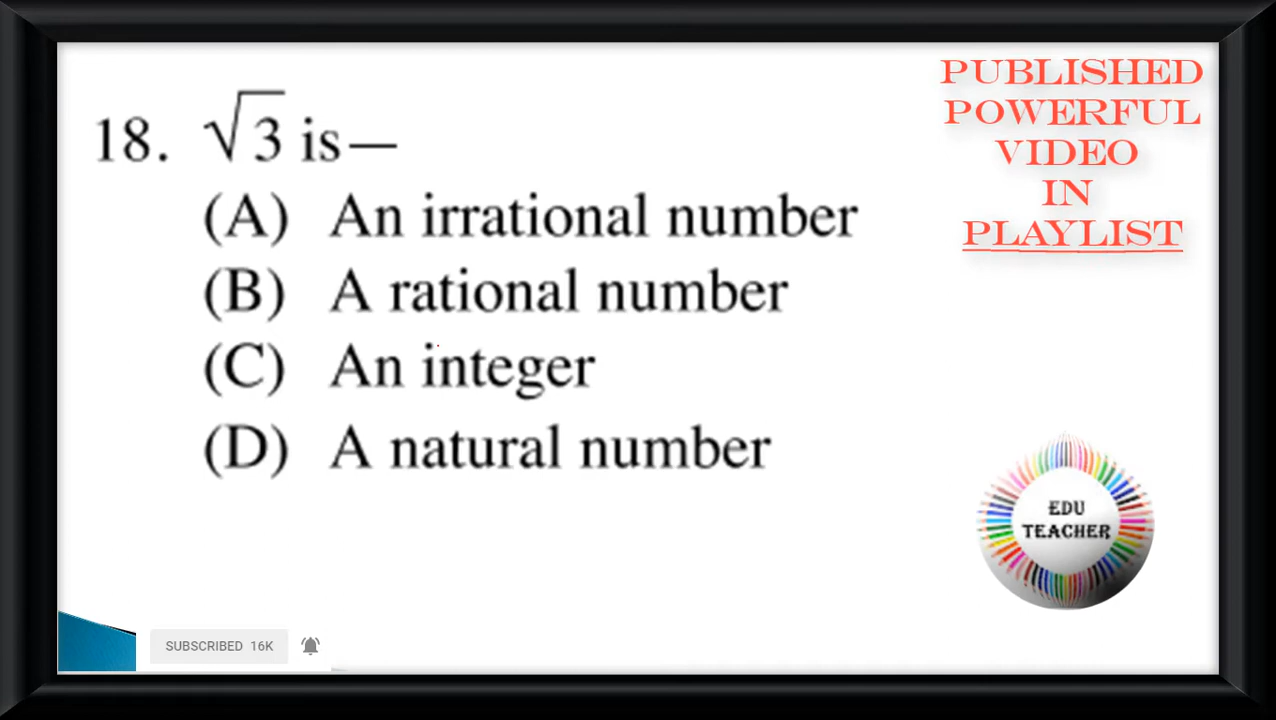 18. √3 is—
(A) An irrational number
(B) A rational number
(C) An integer
(D) A natural number
PUBLISHED
POWERFUL
VIDEO
IN
PLAYLIST
EDU
TEACHER
SUBSCRIBED 16K